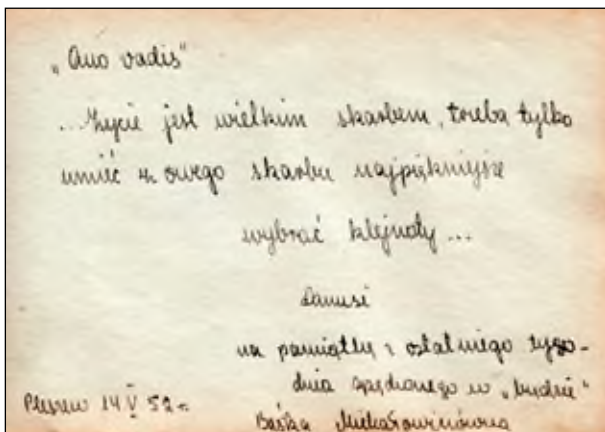 „Quo vadis"
...Życie jest wielkim skarbem, trzeba tylko
umieć z owego skarbu najpiękniejsze
wybrać klejnoty...
Danusi
na pamiątkę z ostatniego tygo-
dnia spędzonego w „budzie"
Pleszew 14 V 52 r.
Baśka